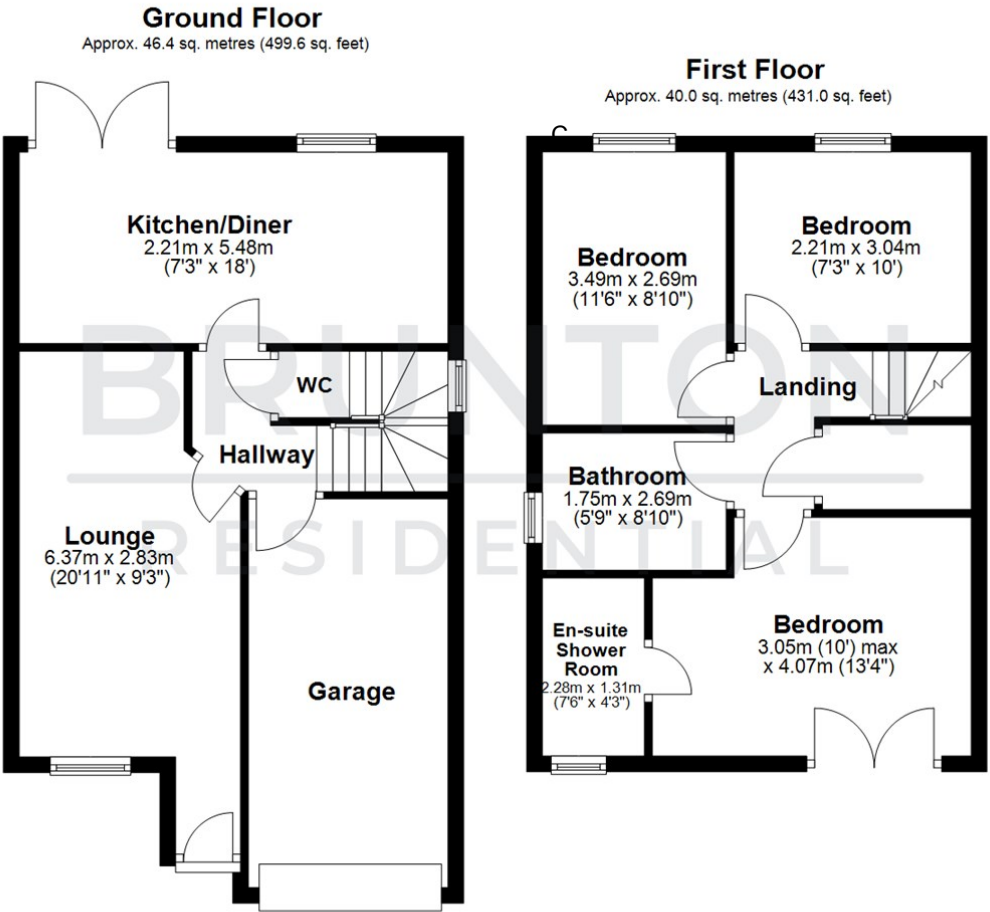 Ground Floor
Approx. 46.4 sq. metres (499.6 sq. feet)
Kitchen/Diner
2.21m x 5.48m
(7'3" x 18')
WC
Hallway
Lounge
6.37m x 2.83m
(20'11" x 9'3")
Garage
First Floor
Approx. 40.0 sq. metres (431.0 sq. feet)
Bedroom
3.49m x 2.69m
(11'6" x 8'10")
Bedroom
2.21m x 3.04m
(7'3" x 10')
Landing
Bathroom
1.75m x 2.69m
(5'9" x 8'10")
En-suite
Shower
Room
2.28m x 1.31m
(7'6" x 4'3")
Bedroom
3.05m (10') max
x 4.07m (13'4")
BRUNTON
RESIDENTIAL